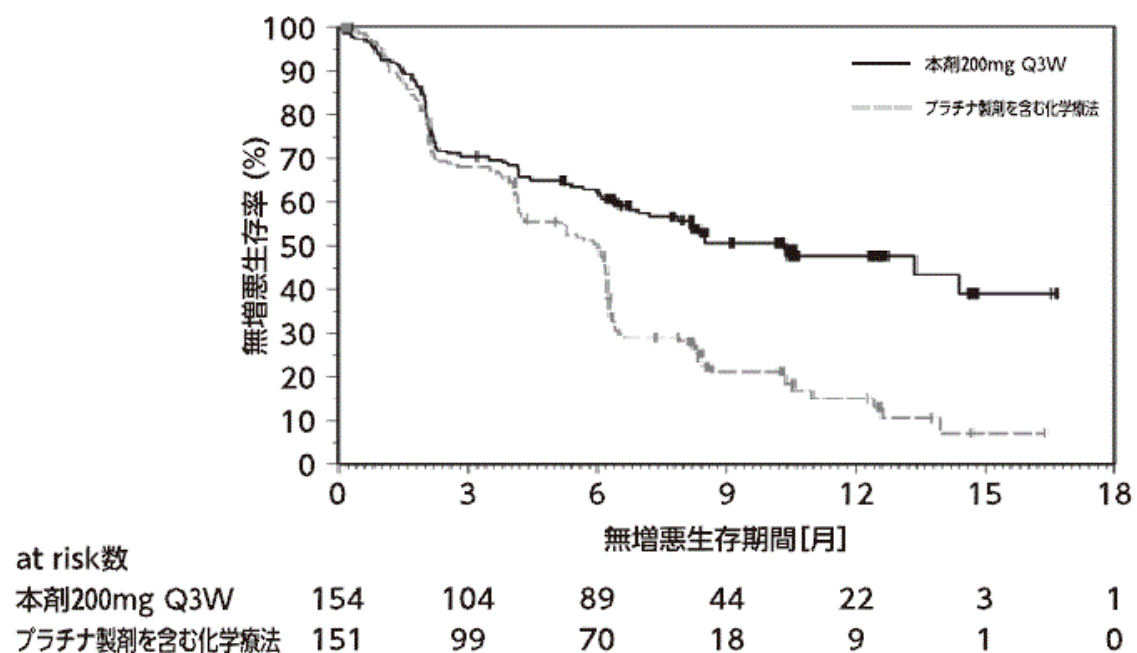 100
90
80
70
60
50
40
30
20
10
0
無増悪生存率 (%)
本剤200mg Q3W
プラチナ製剤を含む化学療法
0 3 6 9 12 15 18
無増悪生存期間[月]
at risk数
本剤200mg Q3W 154 104 89 44 22 3 1
プラチナ製剤を含む化学療法 151 99 70 18 9 1 0